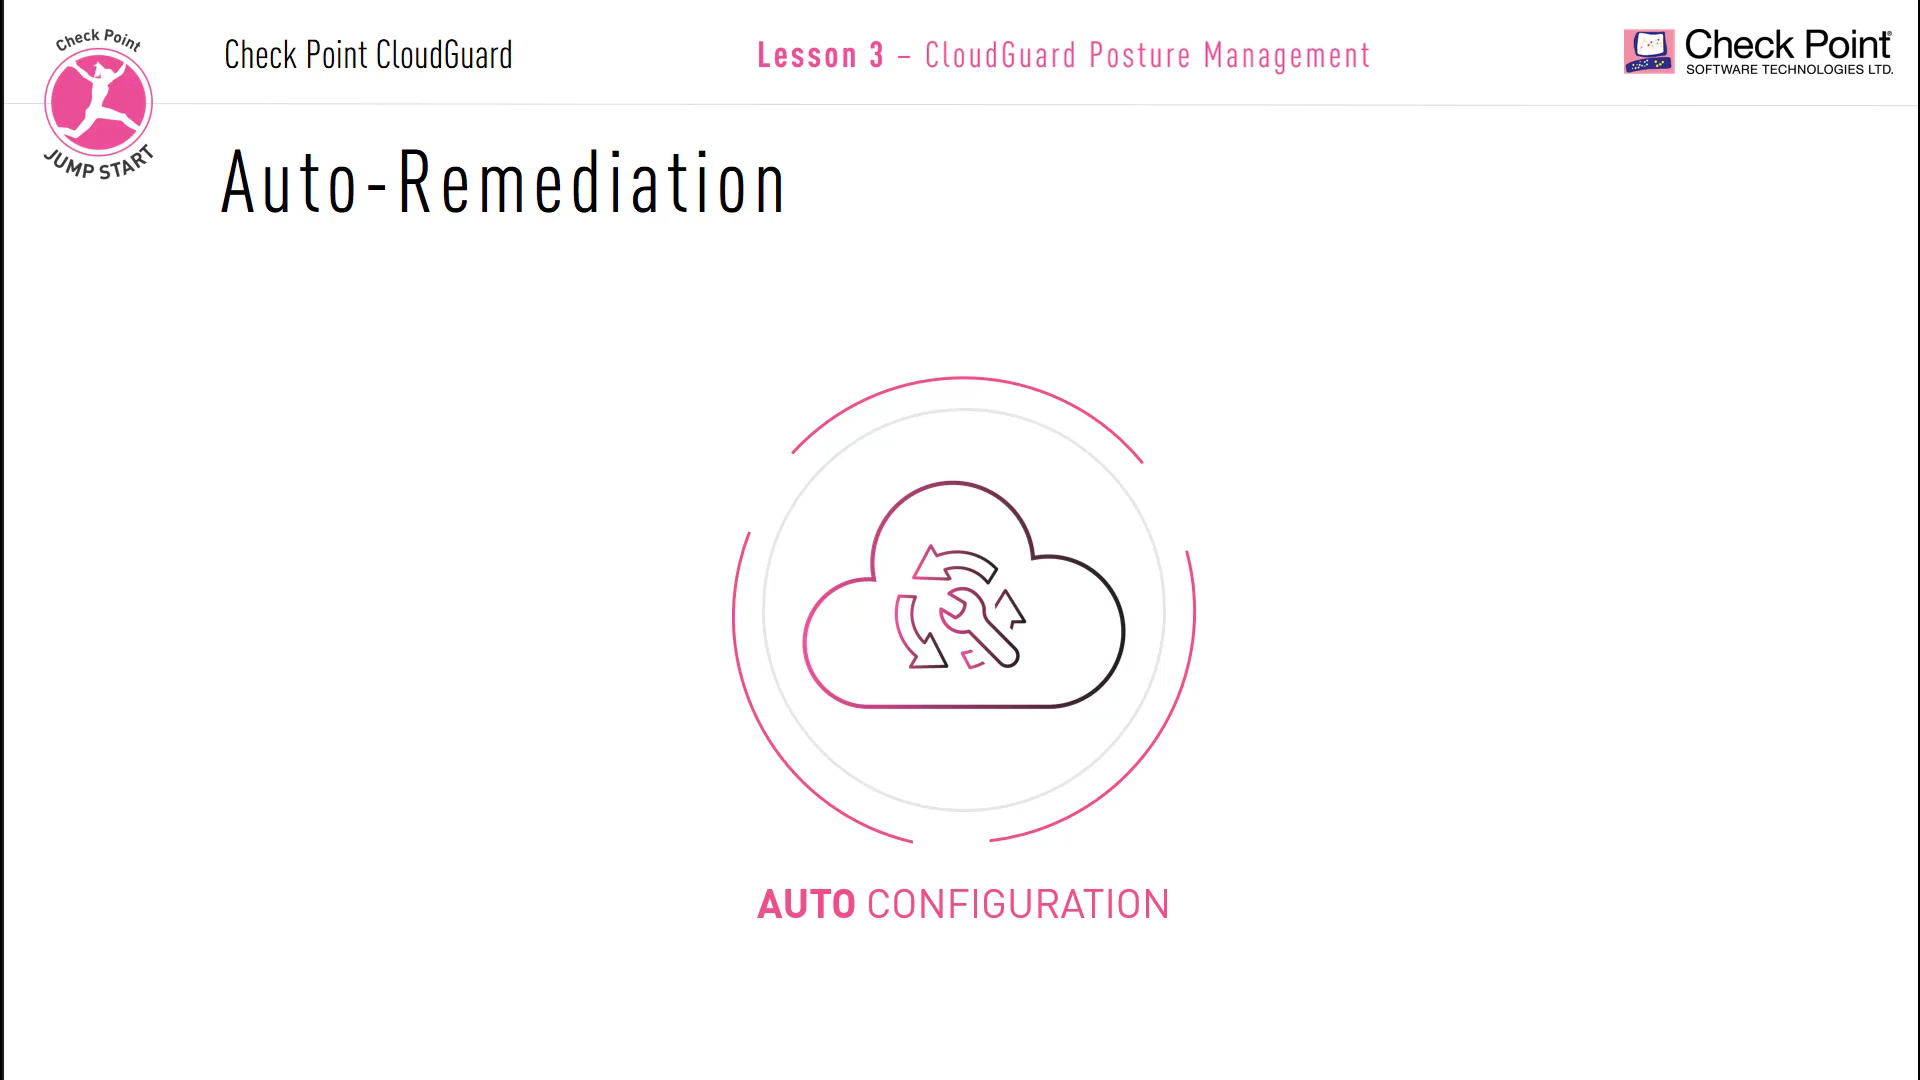 Check Point
JUMP START
Check Point CloudGuard
Lesson 3 – CloudGuard Posture Management
Check Point®
SOFTWARE TECHNOLOGIES LTD.
Auto-Remediation
AUTO CONFIGURATION